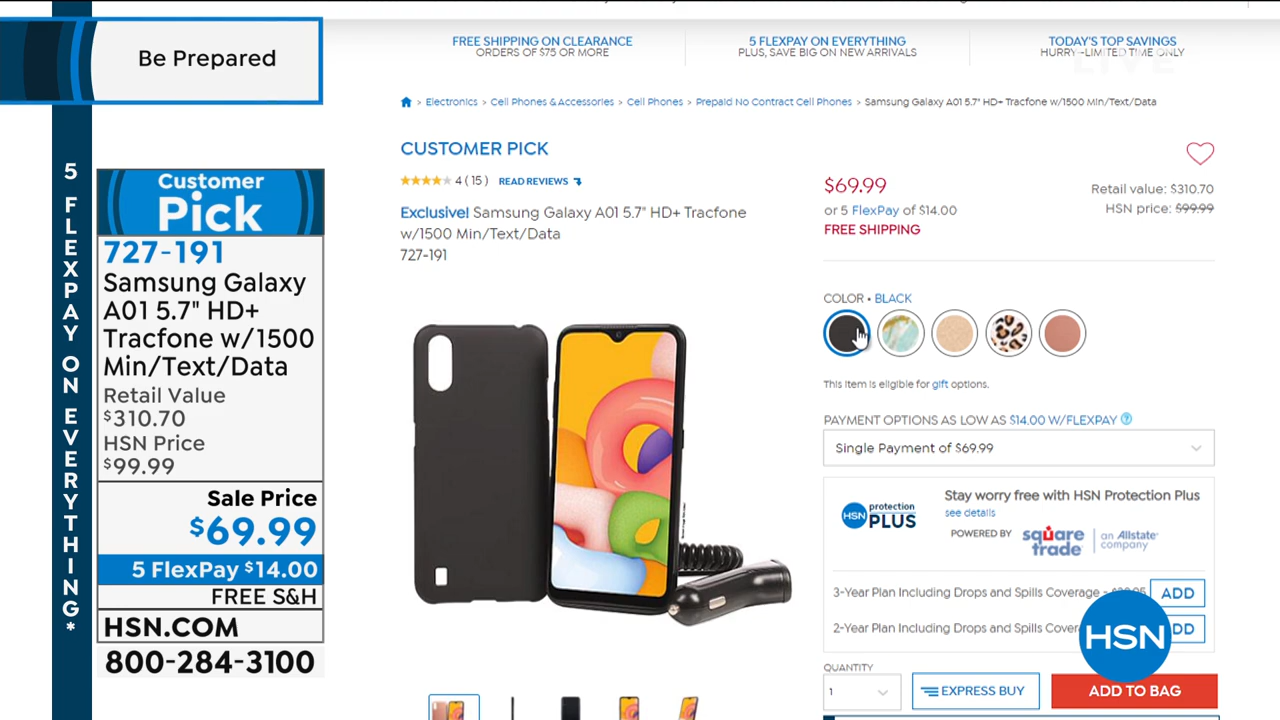 Be Prepared
5 FLEXPAY ON EVERYTHING*
Customer
Pick
727-191
Samsung Galaxy
A01 5.7" HD+
Tracfone w/1500
Min/Text/Data
Retail Value
$310.70
HSN Price
$99.99
Sale Price
$69.99
5 FlexPay $14.00
FREE S&H
HSN.COM
800-284-3100
FREE SHIPPING ON CLEARANCE
ORDERS OF $75 OR MORE
5 FLEXPAY ON EVERYTHING
PLUS, SAVE BIG ON NEW ARRIVALS
TODAY'S TOP SAVINGS
HURRY-LIMITED TIME ONLY
LIVE
Electronics > Cell Phones & Accessories > Cell Phones > Prepaid No Contract Cell Phones > Samsung Galaxy A01 5.7" HD+ Tracfone w/1500 Min/Text/Data
CUSTOMER PICK
4 (15) READ REVIEWS
Exclusive! Samsung Galaxy A01 5.7" HD+ Tracfone
w/1500 Min/Text/Data
727-191
$69.99
or 5 FlexPay of $14.00
FREE SHIPPING
Retail value: $310.70
HSN price: $99.99
COLOR • BLACK
This item is eligible for gift options.
PAYMENT OPTIONS AS LOW AS $14.00 W/FLEXPAY ?
Single Payment of $69.99
HSN protection PLUS
Stay worry free with HSN Protection Plus
see details
POWERED BY square trade | an Allstate company
3-Year Plan Including Drops and Spills Coverage - ADD
2-Year Plan Including Drops and Spills
HSN
QUANTITY
1
EXPRESS BUY
ADD TO BAG